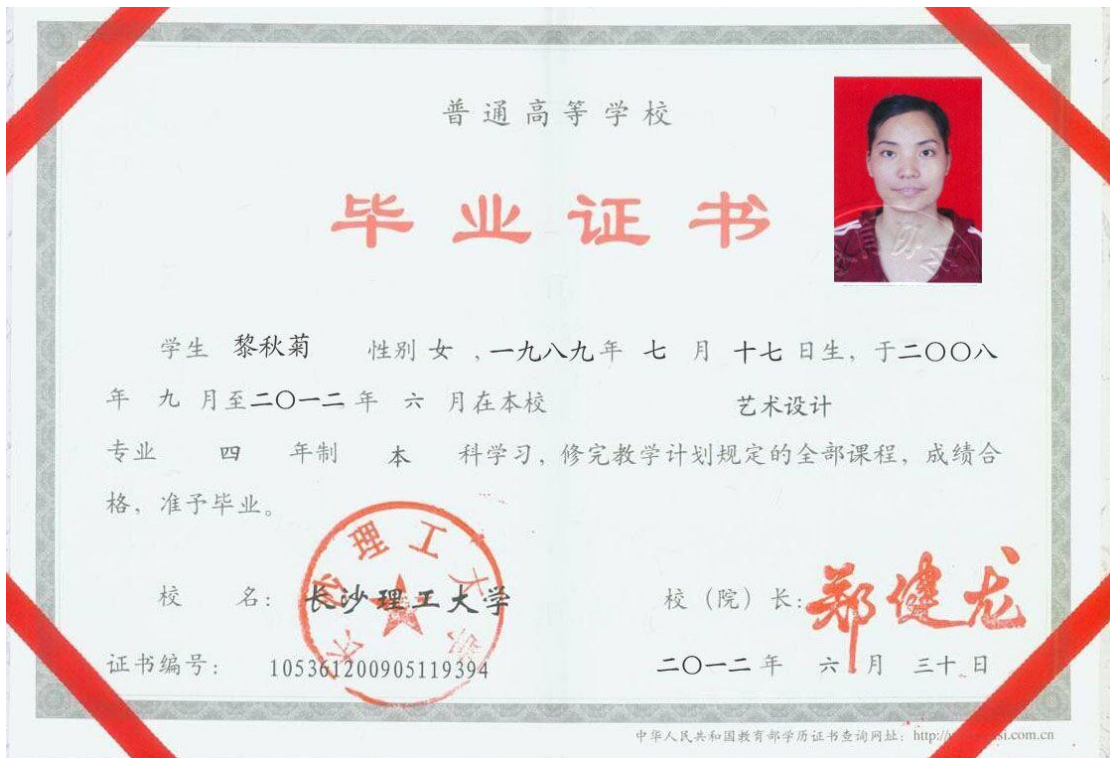 普通高等学校
毕业证书
学生 黎秋菊 性别 女 ，一九八九年 七 月 十七 日生，于二〇〇八
年 九 月至二〇一二年 六 月在本校 艺术设计
专业 四 年制 本 科学习，修完教学计划规定的全部课程，成绩合
格，准予毕业。
理工大
校 名：长沙理工大学 校（院）长：郑健龙
证书编号： 105361200905119394 二〇一二年 六 月 三十 日
中华人民共和国教育部学历证书查询网址：http://
si.com.cn